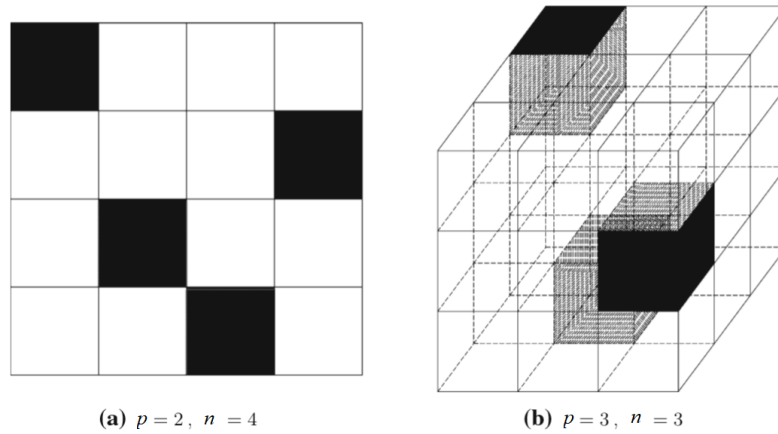 (a) p = 2, n = 4
(b) p = 3, n = 3